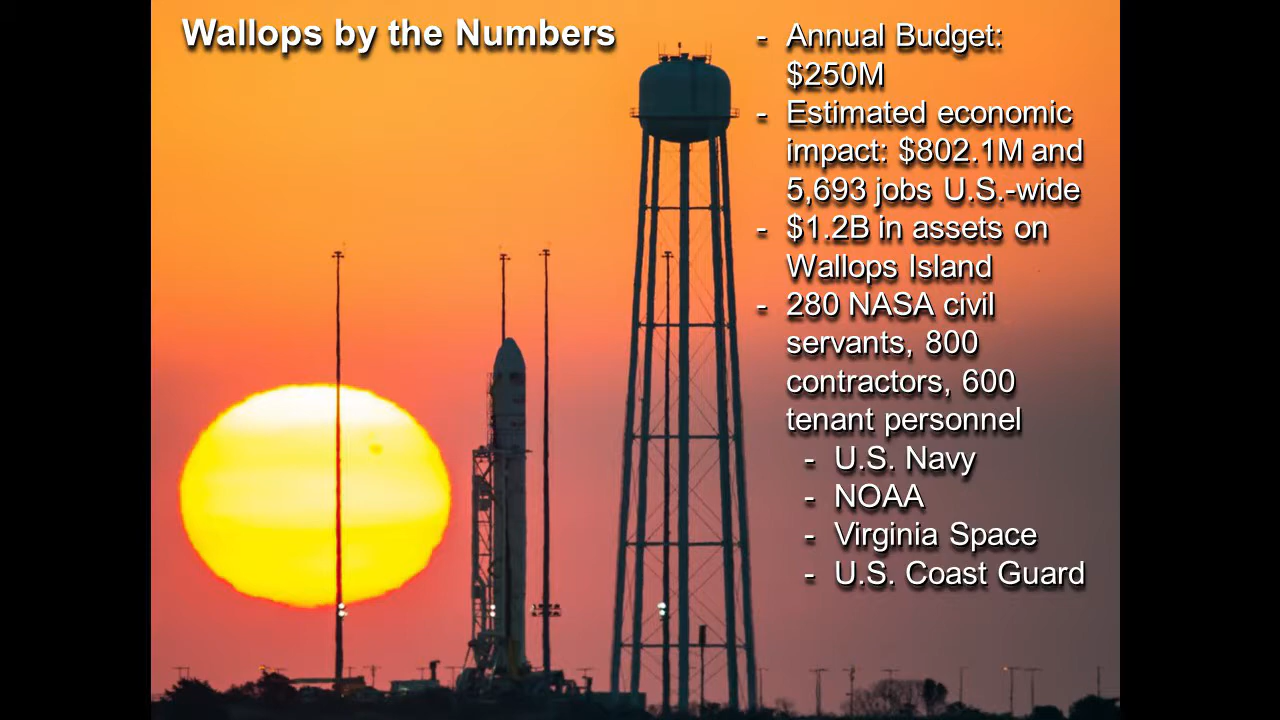 Wallops by the Numbers
- Annual Budget:
$250M
- Estimated economic
impact: $802.1M and
5,693 jobs U.S.-wide
- $1.2B in assets on
Wallops Island
- 280 NASA civil
servants, 800
contractors, 600
tenant personnel
- U.S. Navy
- NOAA
- Virginia Space
- U.S. Coast Guard